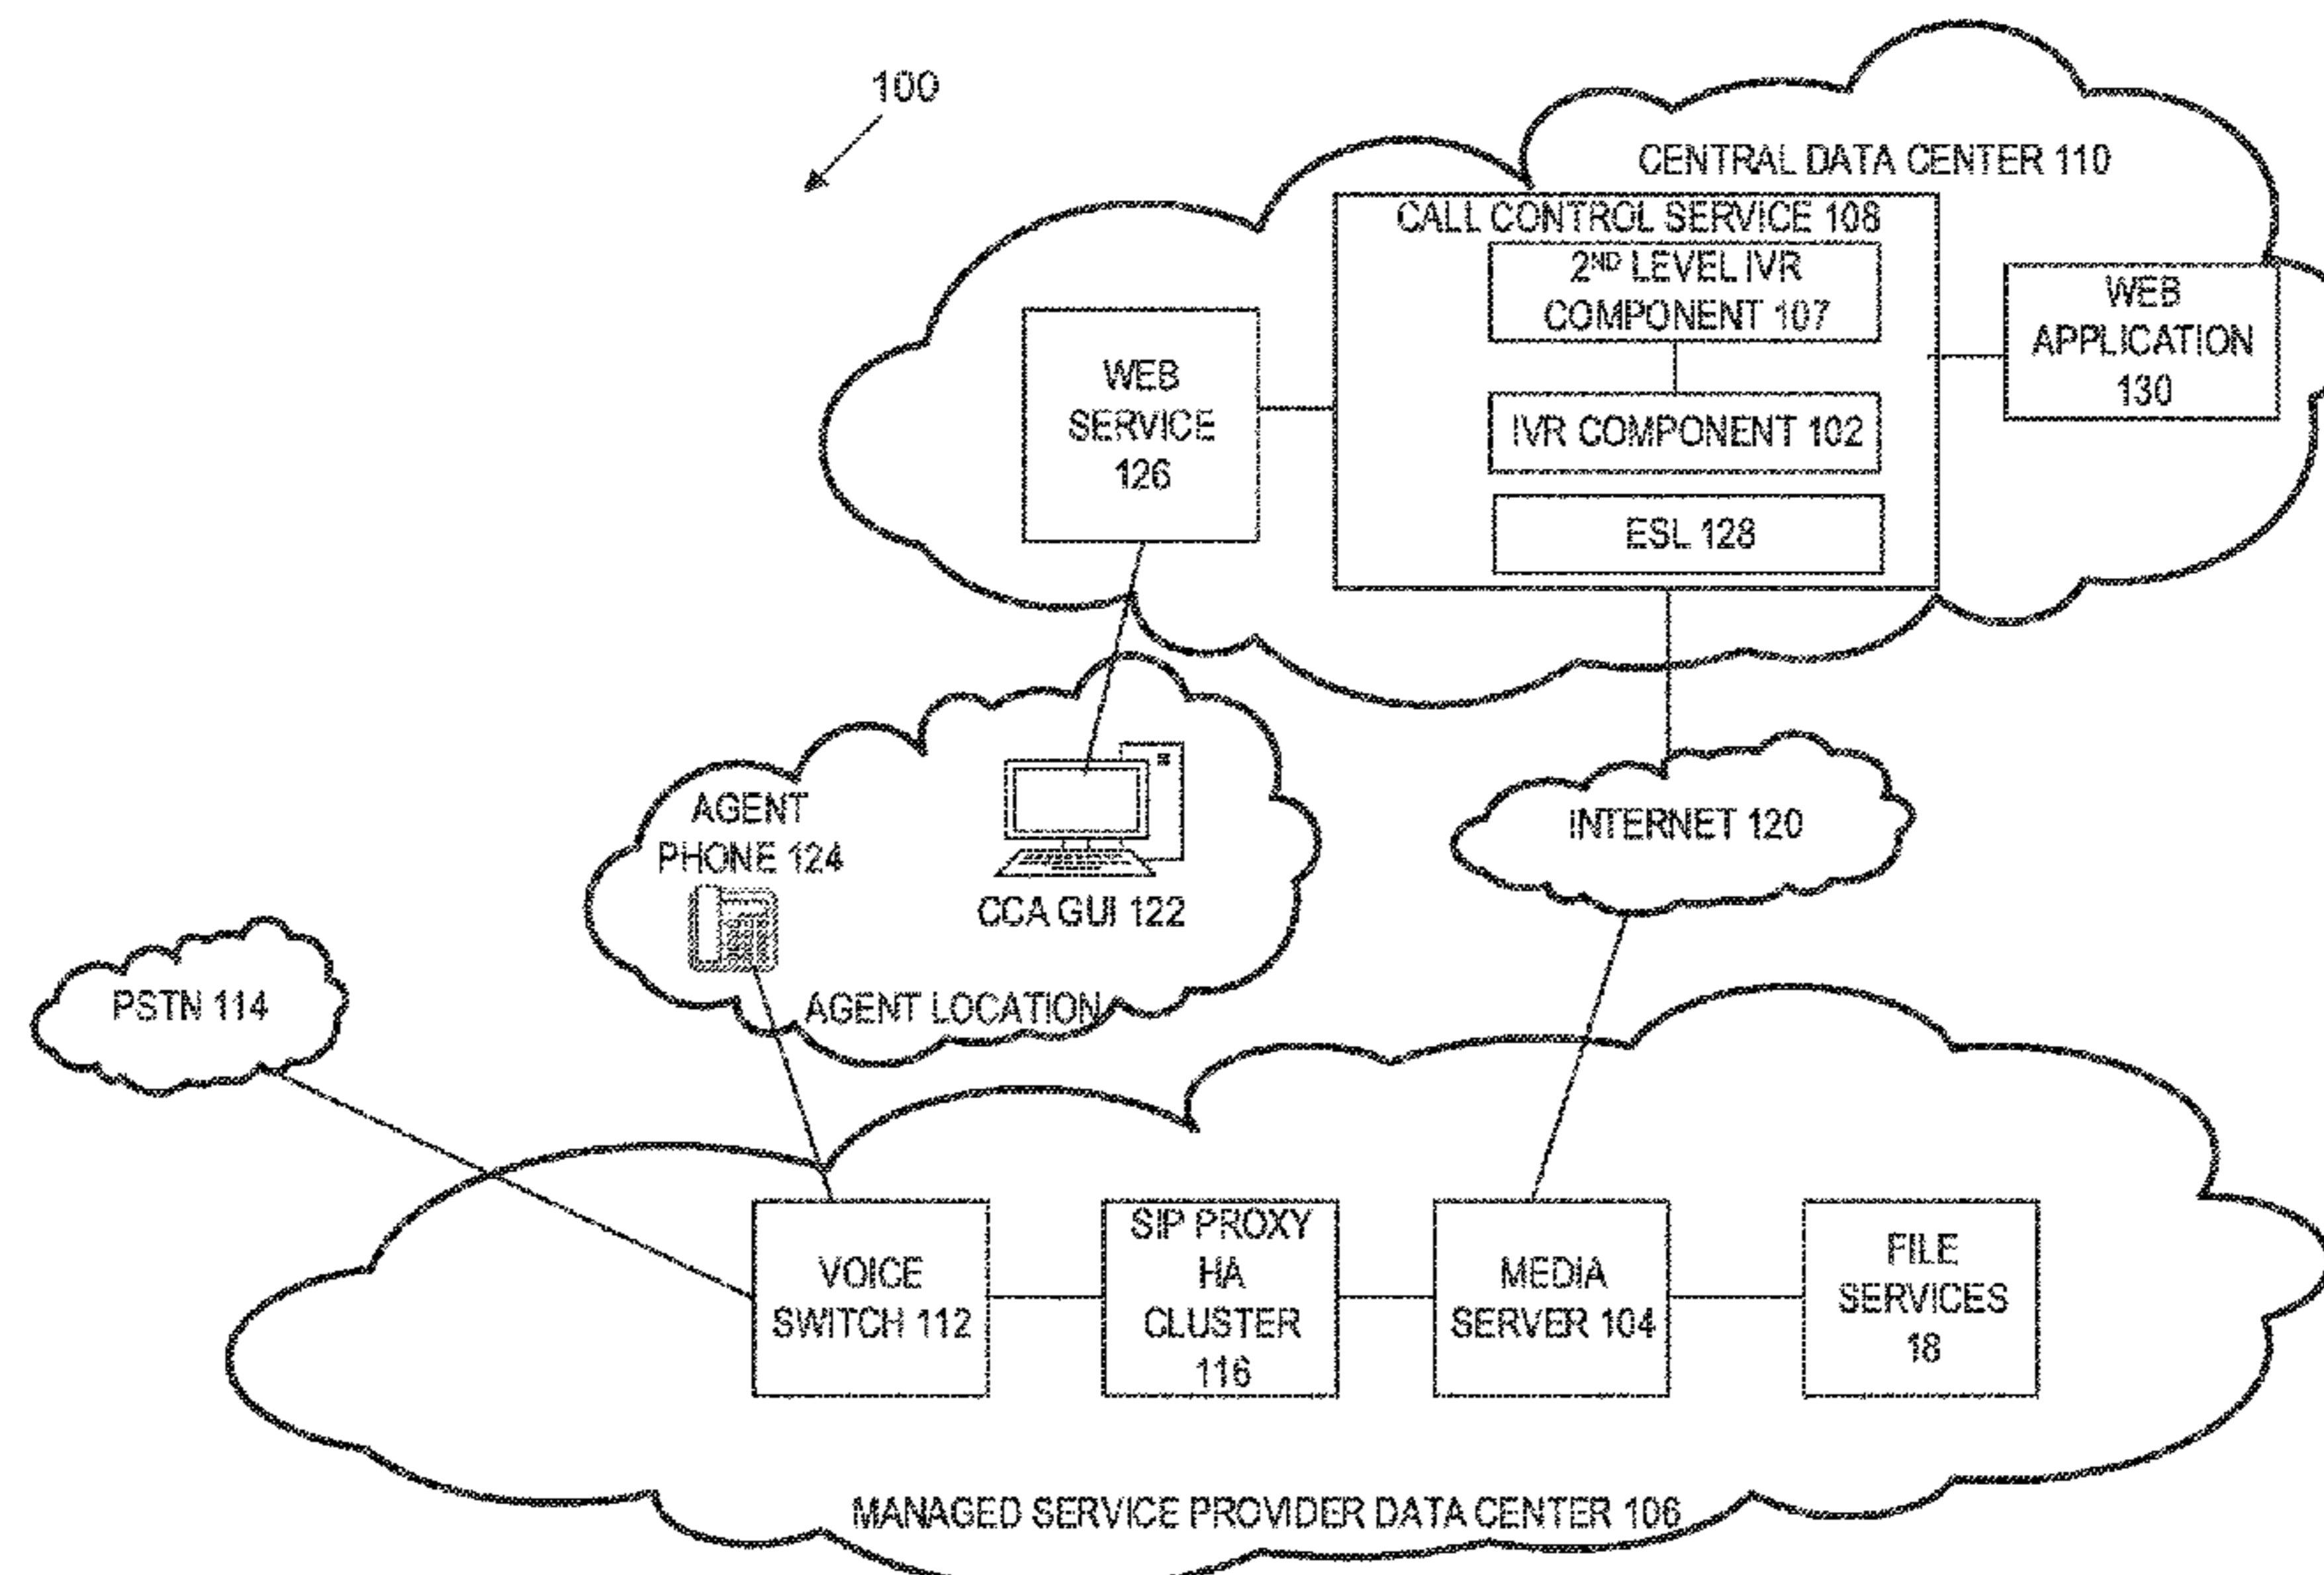 100
CENTRAL DATA CENTER 110
CALL CONTROL SERVICE 108
2ND LEVEL IVR
COMPONENT 107
WEB
APPLICATION
130
WEB
SERVICE
126
IVR COMPONENT 102
ESL 128
AGENT
PHONE 124
CCA GUI 122
INTERNET 120
AGENT LOCATION
PSTN 114
VOICE
SWITCH 112
SIP PROXY
HA
CLUSTER
116
MEDIA
SERVER 104
FILE
SERVICES
18
MANAGED SERVICE PROVIDER DATA CENTER 106